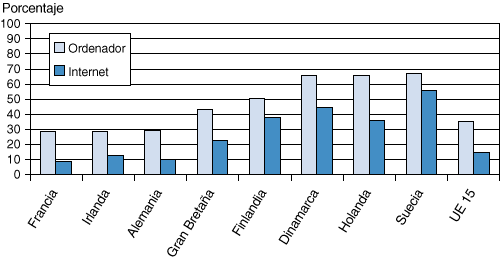 Porcentaje
100
90
80
70
60
50
40
30
20
10
0
Ordenador
Internet
Francia
Irlanda
Alemania
Gran Bretaña
Finlandia
Dinamarca
Holanda
Suecia
UE 15